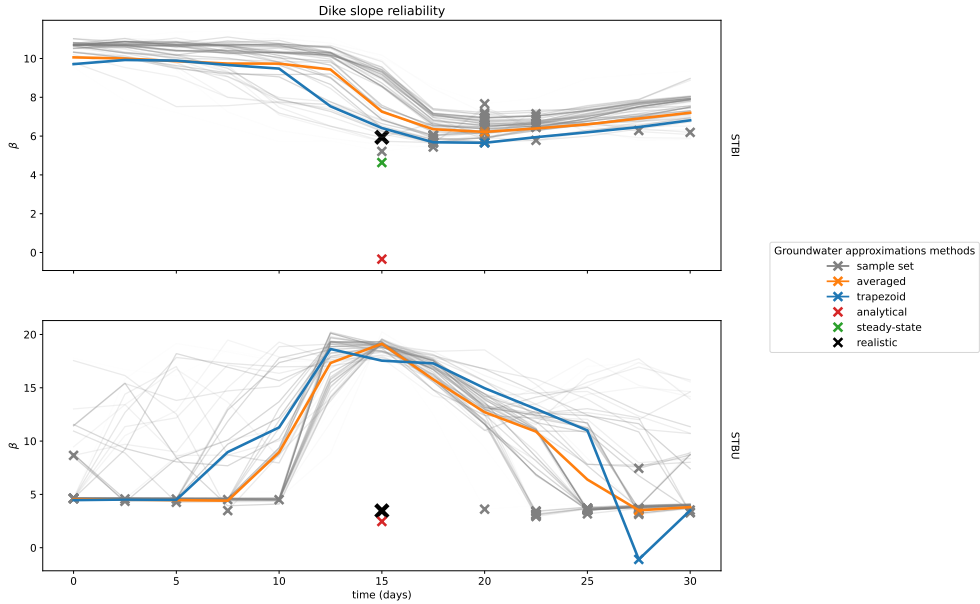 Dike slope reliability
10
8
6
4
2
0
β
STBI
Groundwater approximations methods
sample set
averaged
trapezoid
analytical
steady-state
realistic
20
15
10
5
0
β
STBU
0 5 10 15 20 25 30
time (days)